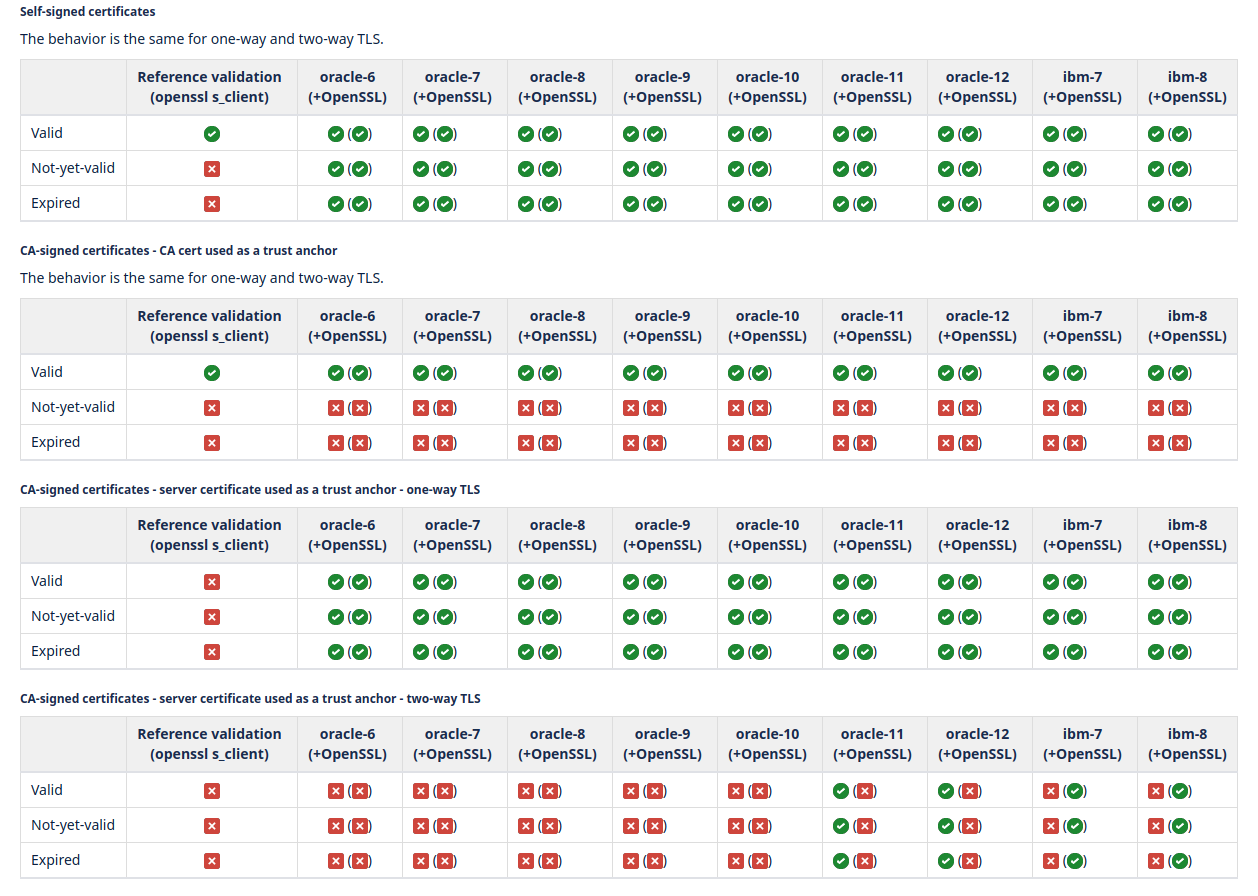 Self-signed certificates
The behavior is the same for one-way and two-way TLS.
Reference validation oracle-6 oracle-7 oracle-8 oracle-9 oracle-10 oracle-11 oracle-12 ibm-7 ibm-8
(openssl s_client) (+OpenSSL) (+OpenSSL) (+OpenSSL) (+OpenSSL) (+OpenSSL) (+OpenSSL) (+OpenSSL) (+OpenSSL) (+OpenSSL)
Valid ✓ ✓ (✓) ✓ (✓) ✓ (✓) ✓ (✓) ✓ (✓) ✓ (✓) ✓ (✓) ✓ (✓) ✓ (✓)
Not-yet-valid ✗ ✓ (✓) ✓ (✓) ✓ (✓) ✓ (✓) ✓ (✓) ✓ (✓) ✓ (✓) ✓ (✓) ✓ (✓)
Expired ✗ ✓ (✓) ✓ (✓) ✓ (✓) ✓ (✓) ✓ (✓) ✓ (✓) ✓ (✓) ✓ (✓) ✓ (✓)
CA-signed certificates - CA cert used as a trust anchor
The behavior is the same for one-way and two-way TLS.
Reference validation oracle-6 oracle-7 oracle-8 oracle-9 oracle-10 oracle-11 oracle-12 ibm-7 ibm-8
(openssl s_client) (+OpenSSL) (+OpenSSL) (+OpenSSL) (+OpenSSL) (+OpenSSL) (+OpenSSL) (+OpenSSL) (+OpenSSL) (+OpenSSL)
Valid ✓ ✓ (✓) ✓ (✓) ✓ (✓) ✓ (✓) ✓ (✓) ✓ (✓) ✓ (✓) ✓ (✓) ✓ (✓)
Not-yet-valid ✗ ✗ (✗) ✗ (✗) ✗ (✗) ✗ (✗) ✗ (✗) ✗ (✗) ✗ (✗) ✗ (✗) ✗ (✗)
Expired ✗ ✗ (✗) ✗ (✗) ✗ (✗) ✗ (✗) ✗ (✗) ✗ (✗) ✗ (✗) ✗ (✗) ✗ (✗)
CA-signed certificates - server certificate used as a trust anchor - one-way TLS
Reference validation oracle-6 oracle-7 oracle-8 oracle-9 oracle-10 oracle-11 oracle-12 ibm-7 ibm-8
(openssl s_client) (+OpenSSL) (+OpenSSL) (+OpenSSL) (+OpenSSL) (+OpenSSL) (+OpenSSL) (+OpenSSL) (+OpenSSL) (+OpenSSL)
Valid ✗ ✓ (✓) ✓ (✓) ✓ (✓) ✓ (✓) ✓ (✓) ✓ (✓) ✓ (✓) ✓ (✓) ✓ (✓)
Not-yet-valid ✗ ✓ (✓) ✓ (✓) ✓ (✓) ✓ (✓) ✓ (✓) ✓ (✓) ✓ (✓) ✓ (✓) ✓ (✓)
Expired ✗ ✓ (✓) ✓ (✓) ✓ (✓) ✓ (✓) ✓ (✓) ✓ (✓) ✓ (✓) ✓ (✓) ✓ (✓)
CA-signed certificates - server certificate used as a trust anchor - two-way TLS
Reference validation oracle-6 oracle-7 oracle-8 oracle-9 oracle-10 oracle-11 oracle-12 ibm-7 ibm-8
(openssl s_client) (+OpenSSL) (+OpenSSL) (+OpenSSL) (+OpenSSL) (+OpenSSL) (+OpenSSL) (+OpenSSL) (+OpenSSL) (+OpenSSL)
Valid ✗ ✗ (✗) ✗ (✗) ✗ (✗) ✗ (✗) ✗ (✗) ✓ (✗) ✓ (✗) ✗ (✓) ✗ (✓)
Not-yet-valid ✗ ✗ (✗) ✗ (✗) ✗ (✗) ✗ (✗) ✗ (✗) ✓ (✗) ✓ (✗) ✗ (✓) ✗ (✓)
Expired ✗ ✗ (✗) ✗ (✗) ✗ (✗) ✗ (✗) ✗ (✗) ✓ (✗) ✓ (✗) ✗ (✓) ✗ (✓)